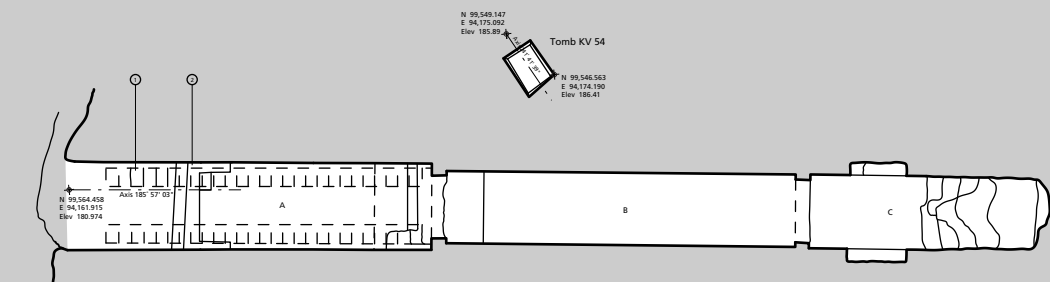 N 99,549.147
E 94,175.092
Elev 185.89
Tomb KV 54
N 99,546.563
E 94,174.190
Elev 186.41
1
2
Axis 185° 57' 03"
N 99,564.458
E 94,161.915
Elev 180.974
A
B
C